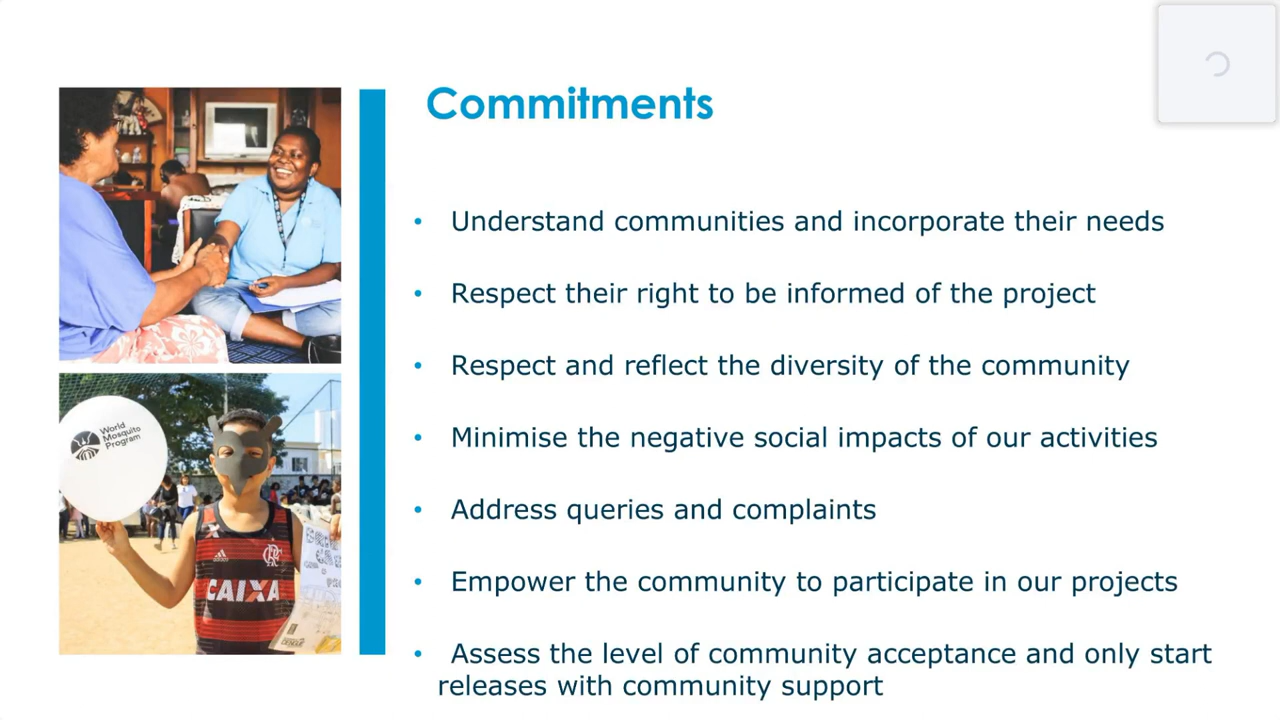 Commitments
• Understand communities and incorporate their needs
• Respect their right to be informed of the project
• Respect and reflect the diversity of the community
• Minimise the negative social impacts of our activities
• Address queries and complaints
• Empower the community to participate in our projects
• Assess the level of community acceptance and only start
releases with community support
World
Mosquito
Program
CAIXA